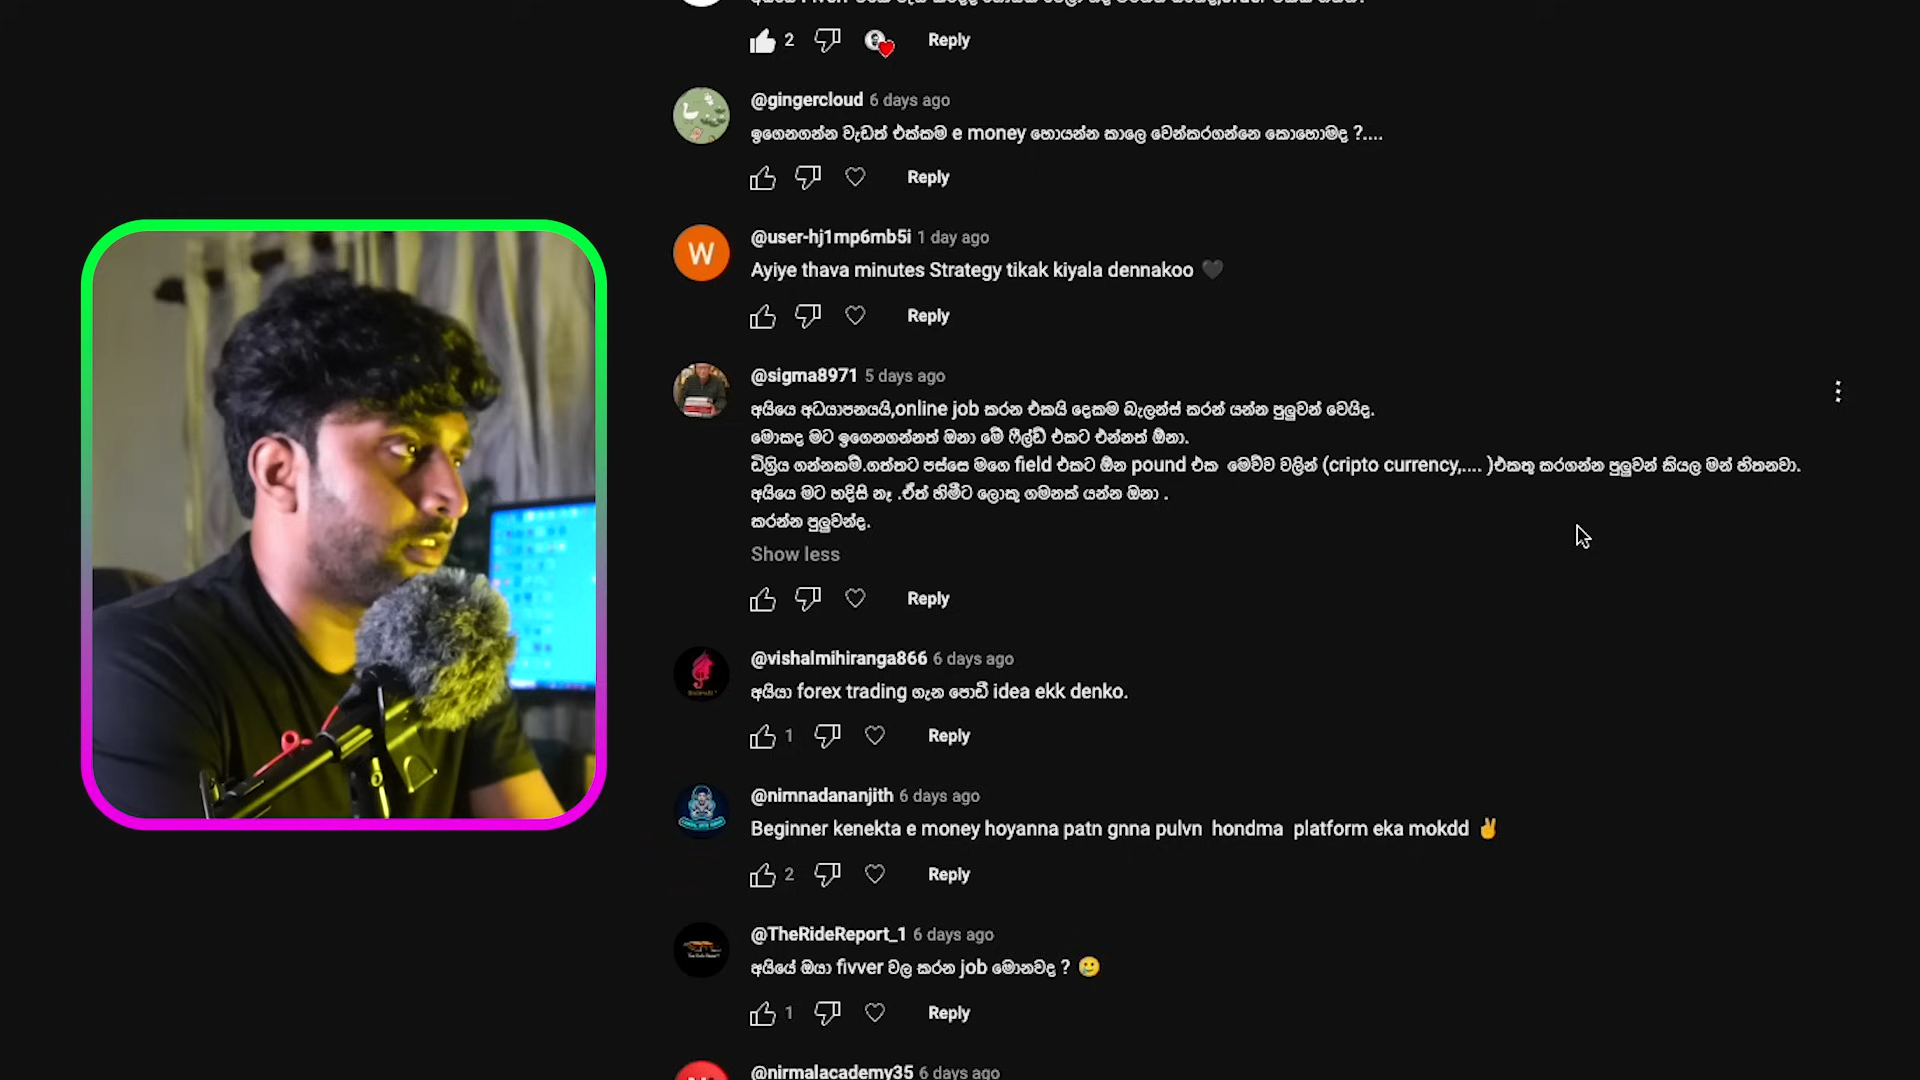 2 Reply
@gingercloud 6 days ago
ඉගෙනගන්න වැඩත් එක්කම e money හොයන්න කාලෙ වෙන්කරගන්නෙ කොහොමද ?....
Reply
W
@user-hj1mp6mb5i 1 day ago
Ayiye thava minutes Strategy tikak kiyala dennakoo 🖤
Reply
@sigma8971 5 days ago
අයියෙ අධයාපනයයි,online job කරන එකයි දෙකම බැලන්ස් කරන් යන්න පුලුවන් වෙයිද.
මොකද මට ඉගෙනගන්නත් ඔනා මේ ෆීල්ඩ් එකට එන්නත් ඕනා.
ඩිග්‍රිය ගන්නකම්.ගත්තට පස්සෙ මගෙ field එකට ඕන pound එක මෙව්ව වලින් (cripto currency,.... )එකතු කරගන්න පුලුවන් කියල මන් හිතනවා.
අයියෙ මට හදිසි නෑ .ඒත් හිමීට ලොකු ගමනක් යන්න ඔනා .
කරන්න පුලුවන්ද.
Show less
Reply
@vishalmihiranga866 6 days ago
අයියා forex trading ගැන පොඩී idea ekk denko.
1 Reply
@nimnadananjith 6 days ago
Beginner kenekta e money hoyanna patn gnna pulvn hondma platform eka mokdd ✌
2 Reply
@TheRideReport_1 6 days ago
අයියේ ඔයා fivver වල කරන job මොනවද ? 🥲
1 Reply
@nirmalacademy35 6 days ago